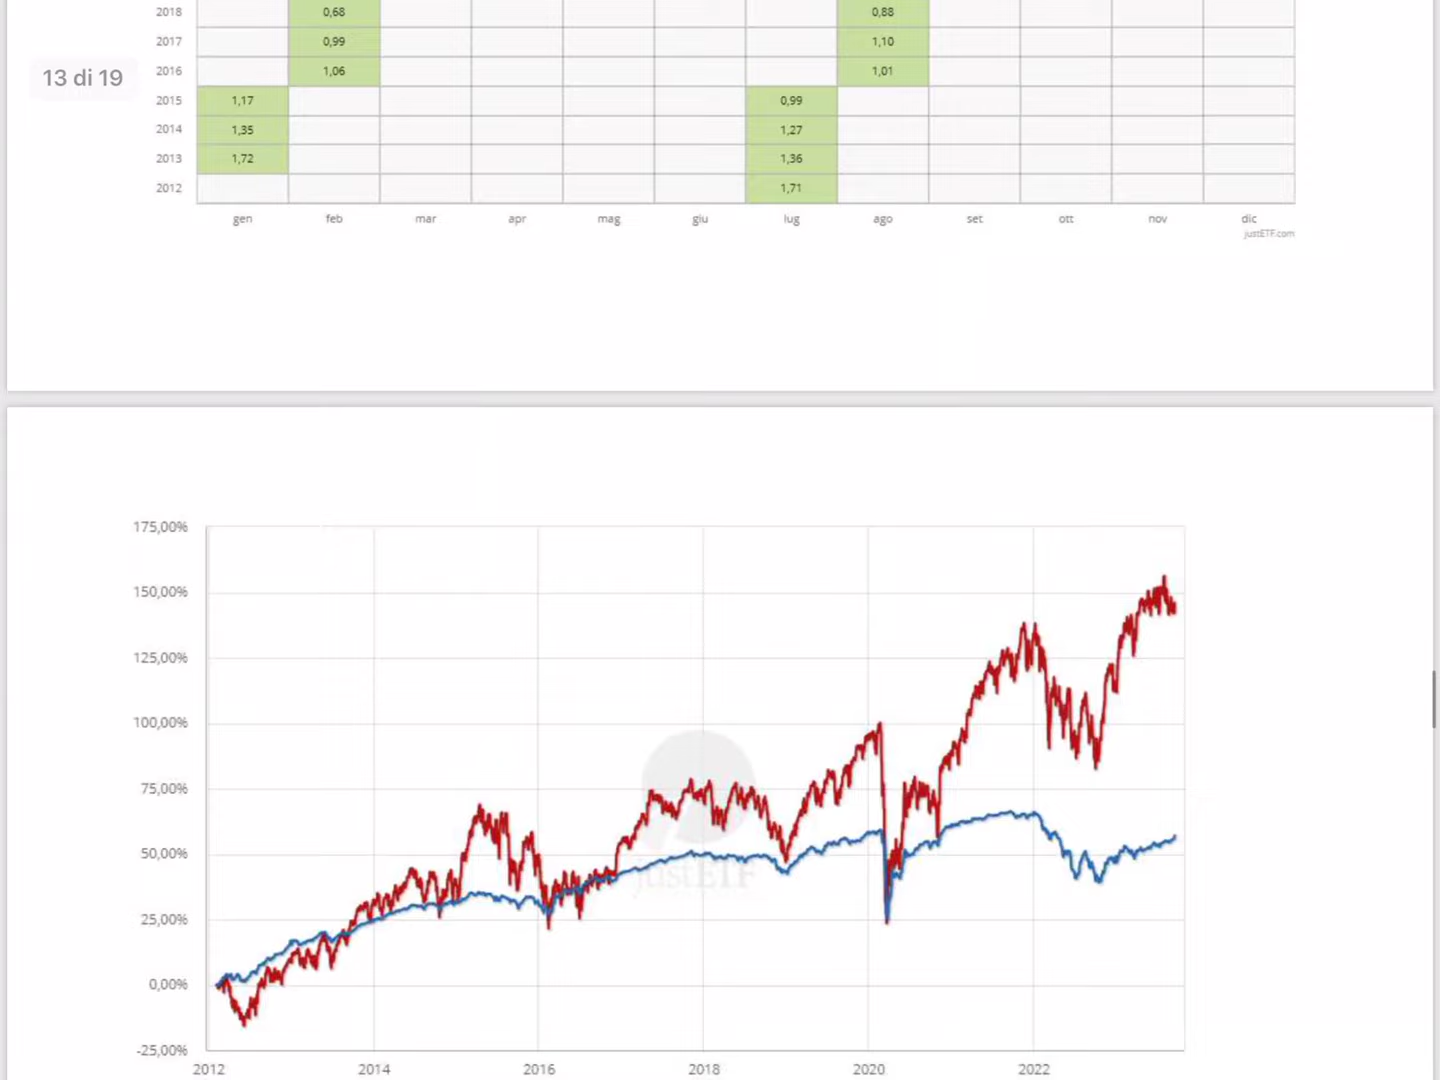 2018 0,68 0,88
13 di 19
2017 0,99 1,10
2016 1,06 1,01
2015 1,17 0,99
2014 1,35 1,27
2013 1,72 1,36
2012 1,71
gen feb mar apr mag giu lug ago set ott nov dic
justETF.com
175,00%
150,00%
125,00%
100,00%
75,00%
50,00%
justETF
25,00%
0,00%
-25,00%
2012 2014 2016 2018 2020 2022